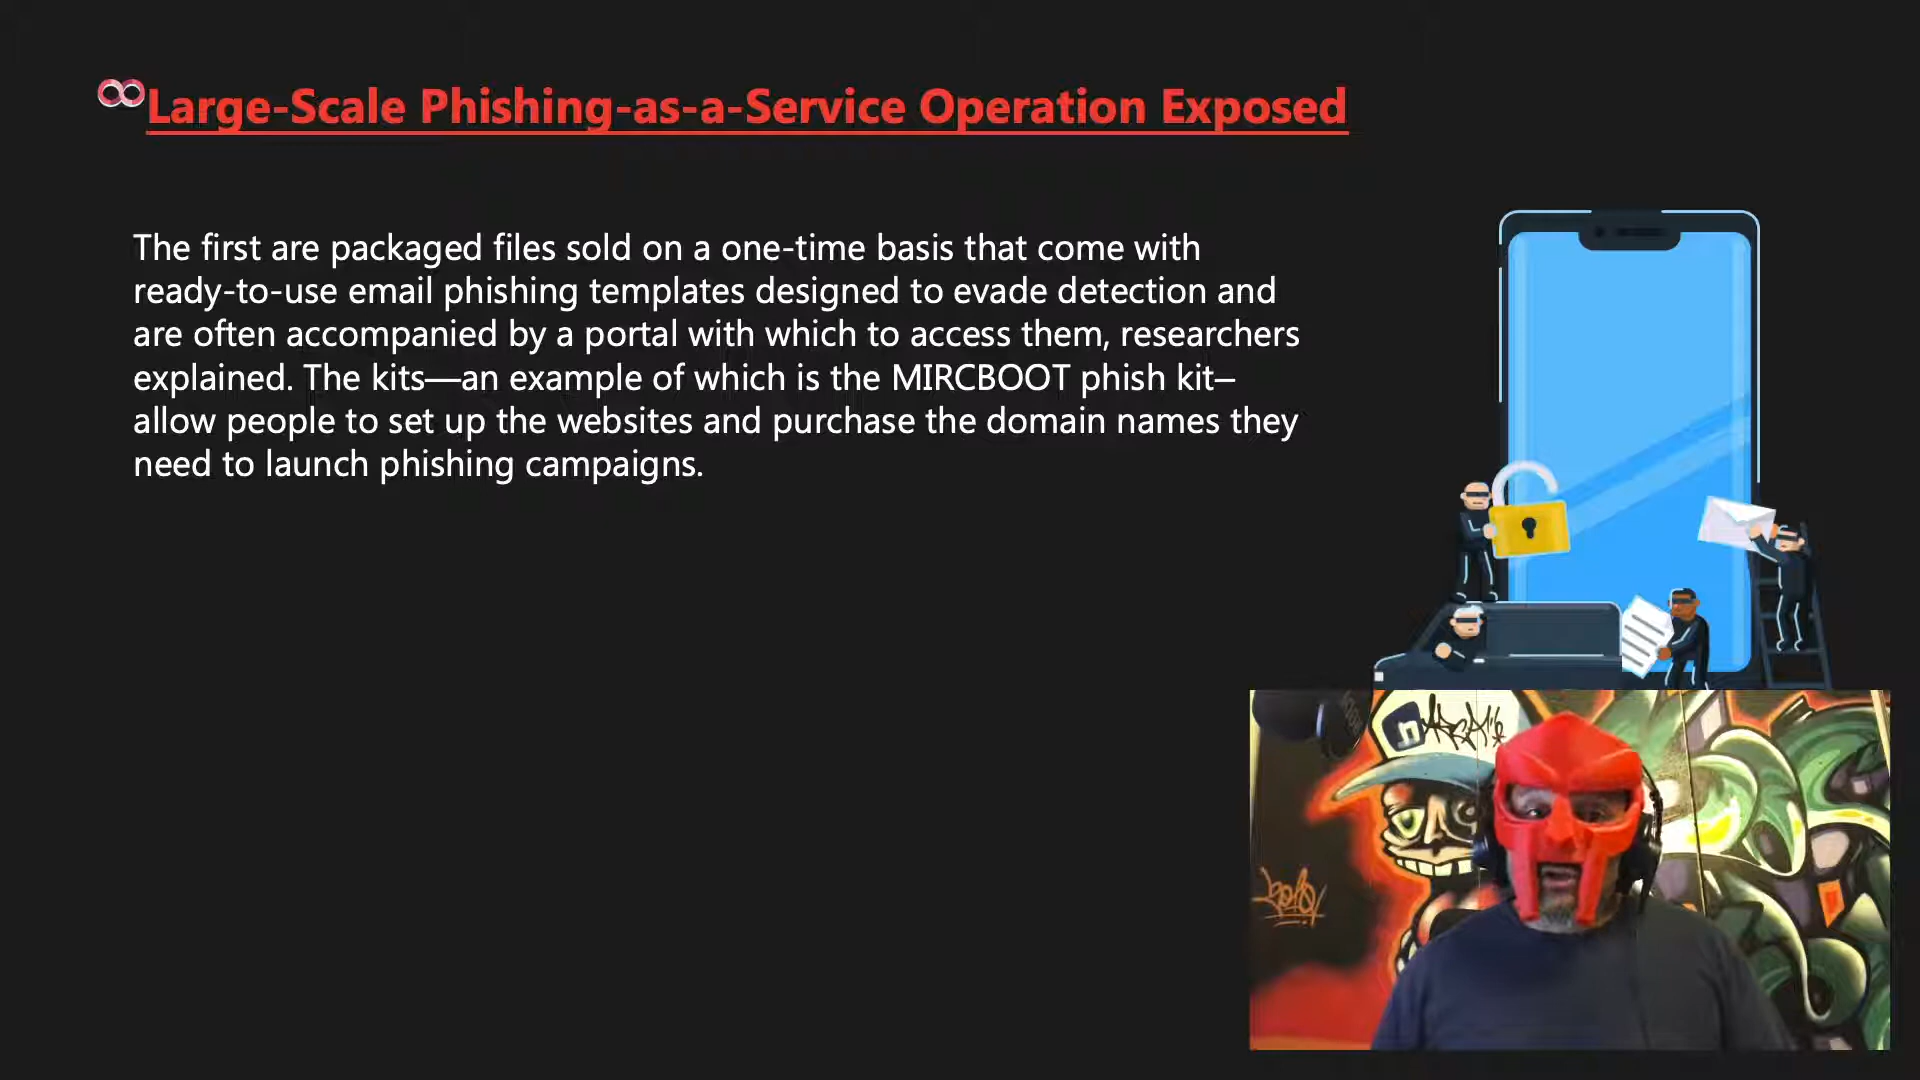 Large-Scale Phishing-as-a-Service Operation Exposed
The first are packaged files sold on a one-time basis that come with
ready-to-use email phishing templates designed to evade detection and
are often accompanied by a portal with which to access them, researchers
explained. The kits—an example of which is the MIRCBOOT phish kit–
allow people to set up the websites and purchase the domain names they
need to launch phishing campaigns.